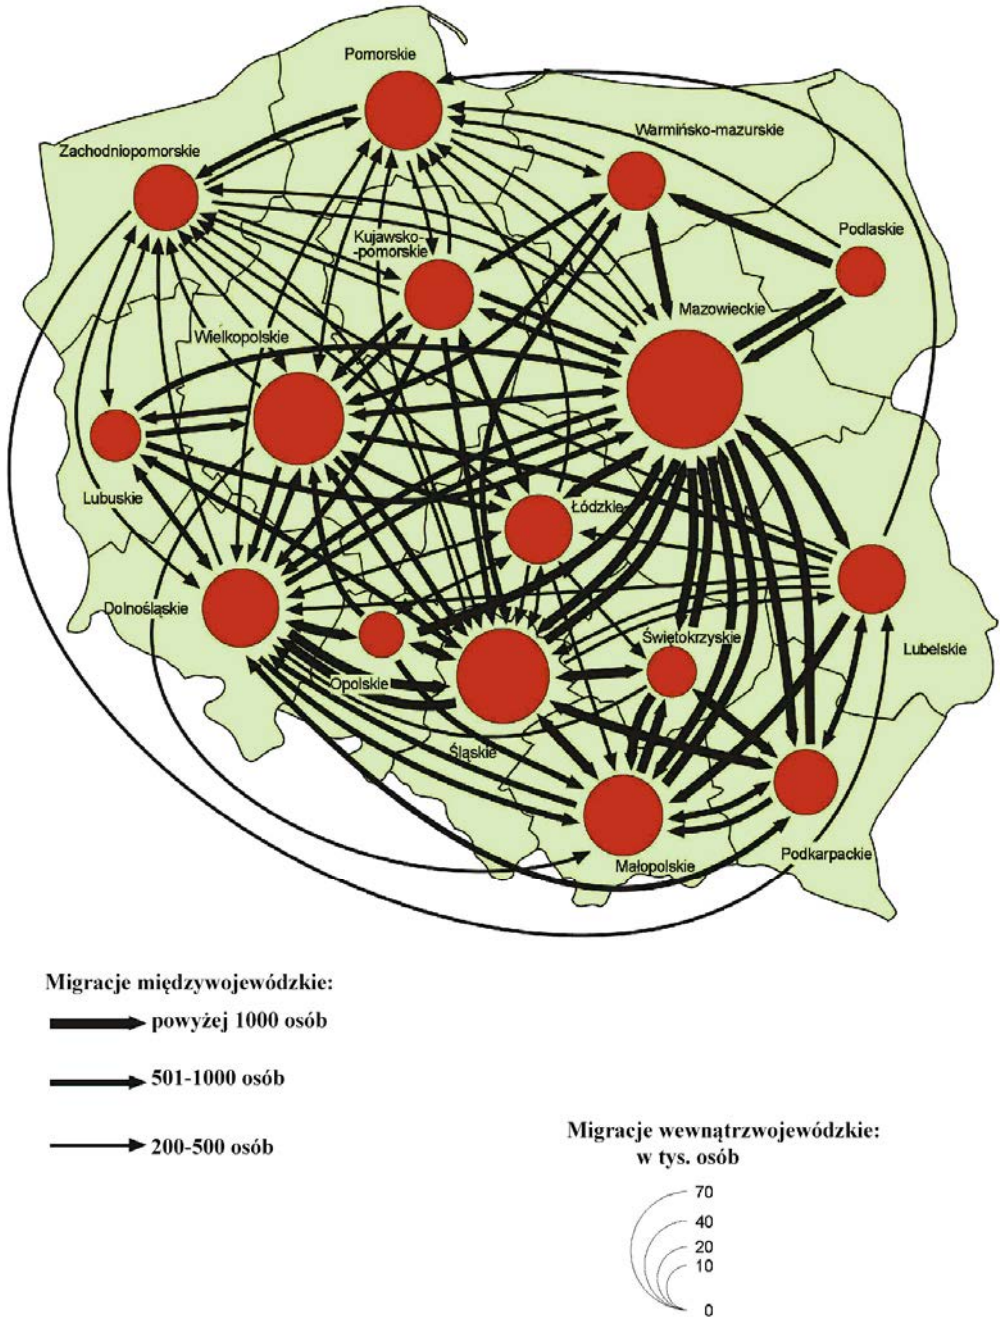 Pomorskie
Warmińsko-mazurskie
Zachodniopomorskie
Podlaskie
Kujawsko-
-pomorskie
Mazowieckie
Wielkopolskie
Lubuskie
Łódzkie
Dolnośląskie
Świętokrzyskie
Lubelskie
Opolskie
Śląskie
Podkarpackie
Małopolskie
Migracje międzywojewódzkie:
powyżej 1000 osób
501-1000 osób
200-500 osób
Migracje wewnątrzwojewódzkie:
w tys. osób
70
40
20
10
0